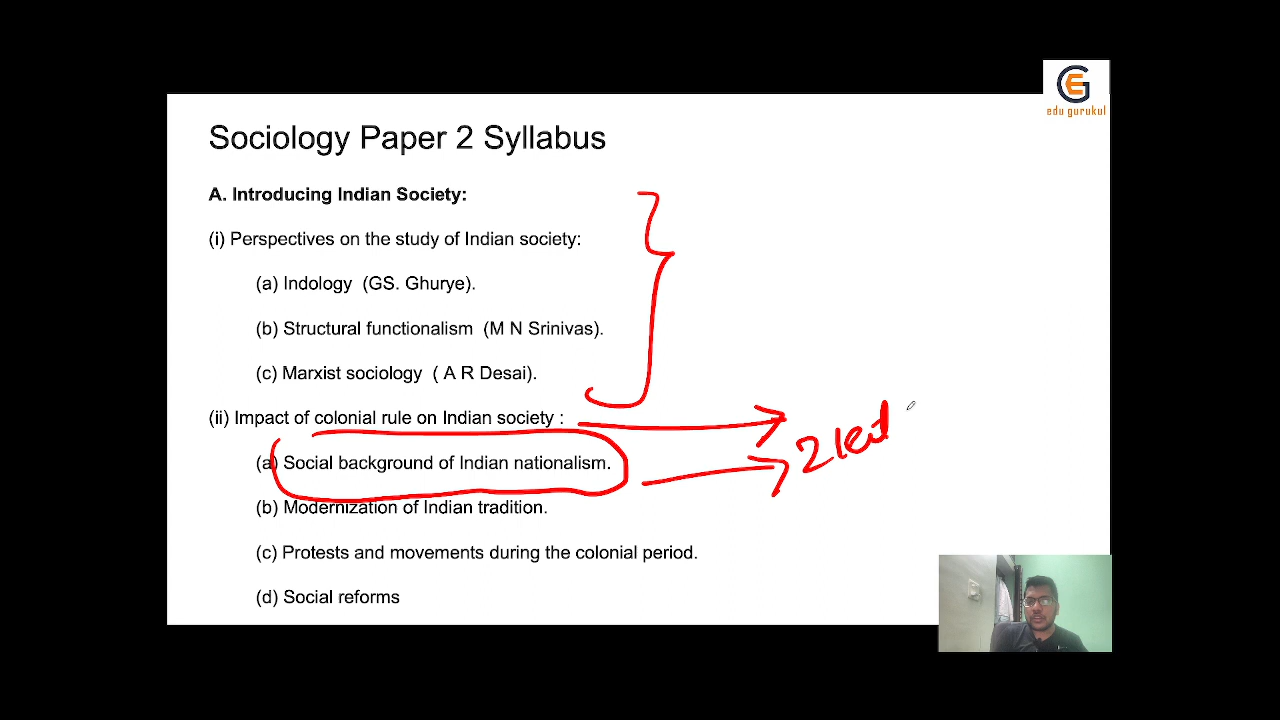 edu gurukul
Sociology Paper 2 Syllabus
A. Introducing Indian Society:
(i) Perspectives on the study of Indian society:
(a) Indology (GS. Ghurye).
(b) Structural functionalism (M N Srinivas).
(c) Marxist sociology ( A R Desai).
(ii) Impact of colonial rule on Indian society :
(a) Social background of Indian nationalism.
(b) Modernization of Indian tradition.
(c) Protests and movements during the colonial period.
(d) Social reforms
2